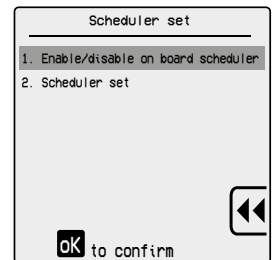 Scheduler set
1. Enable/disable on board scheduler
2. Scheduler set
OK to confirm